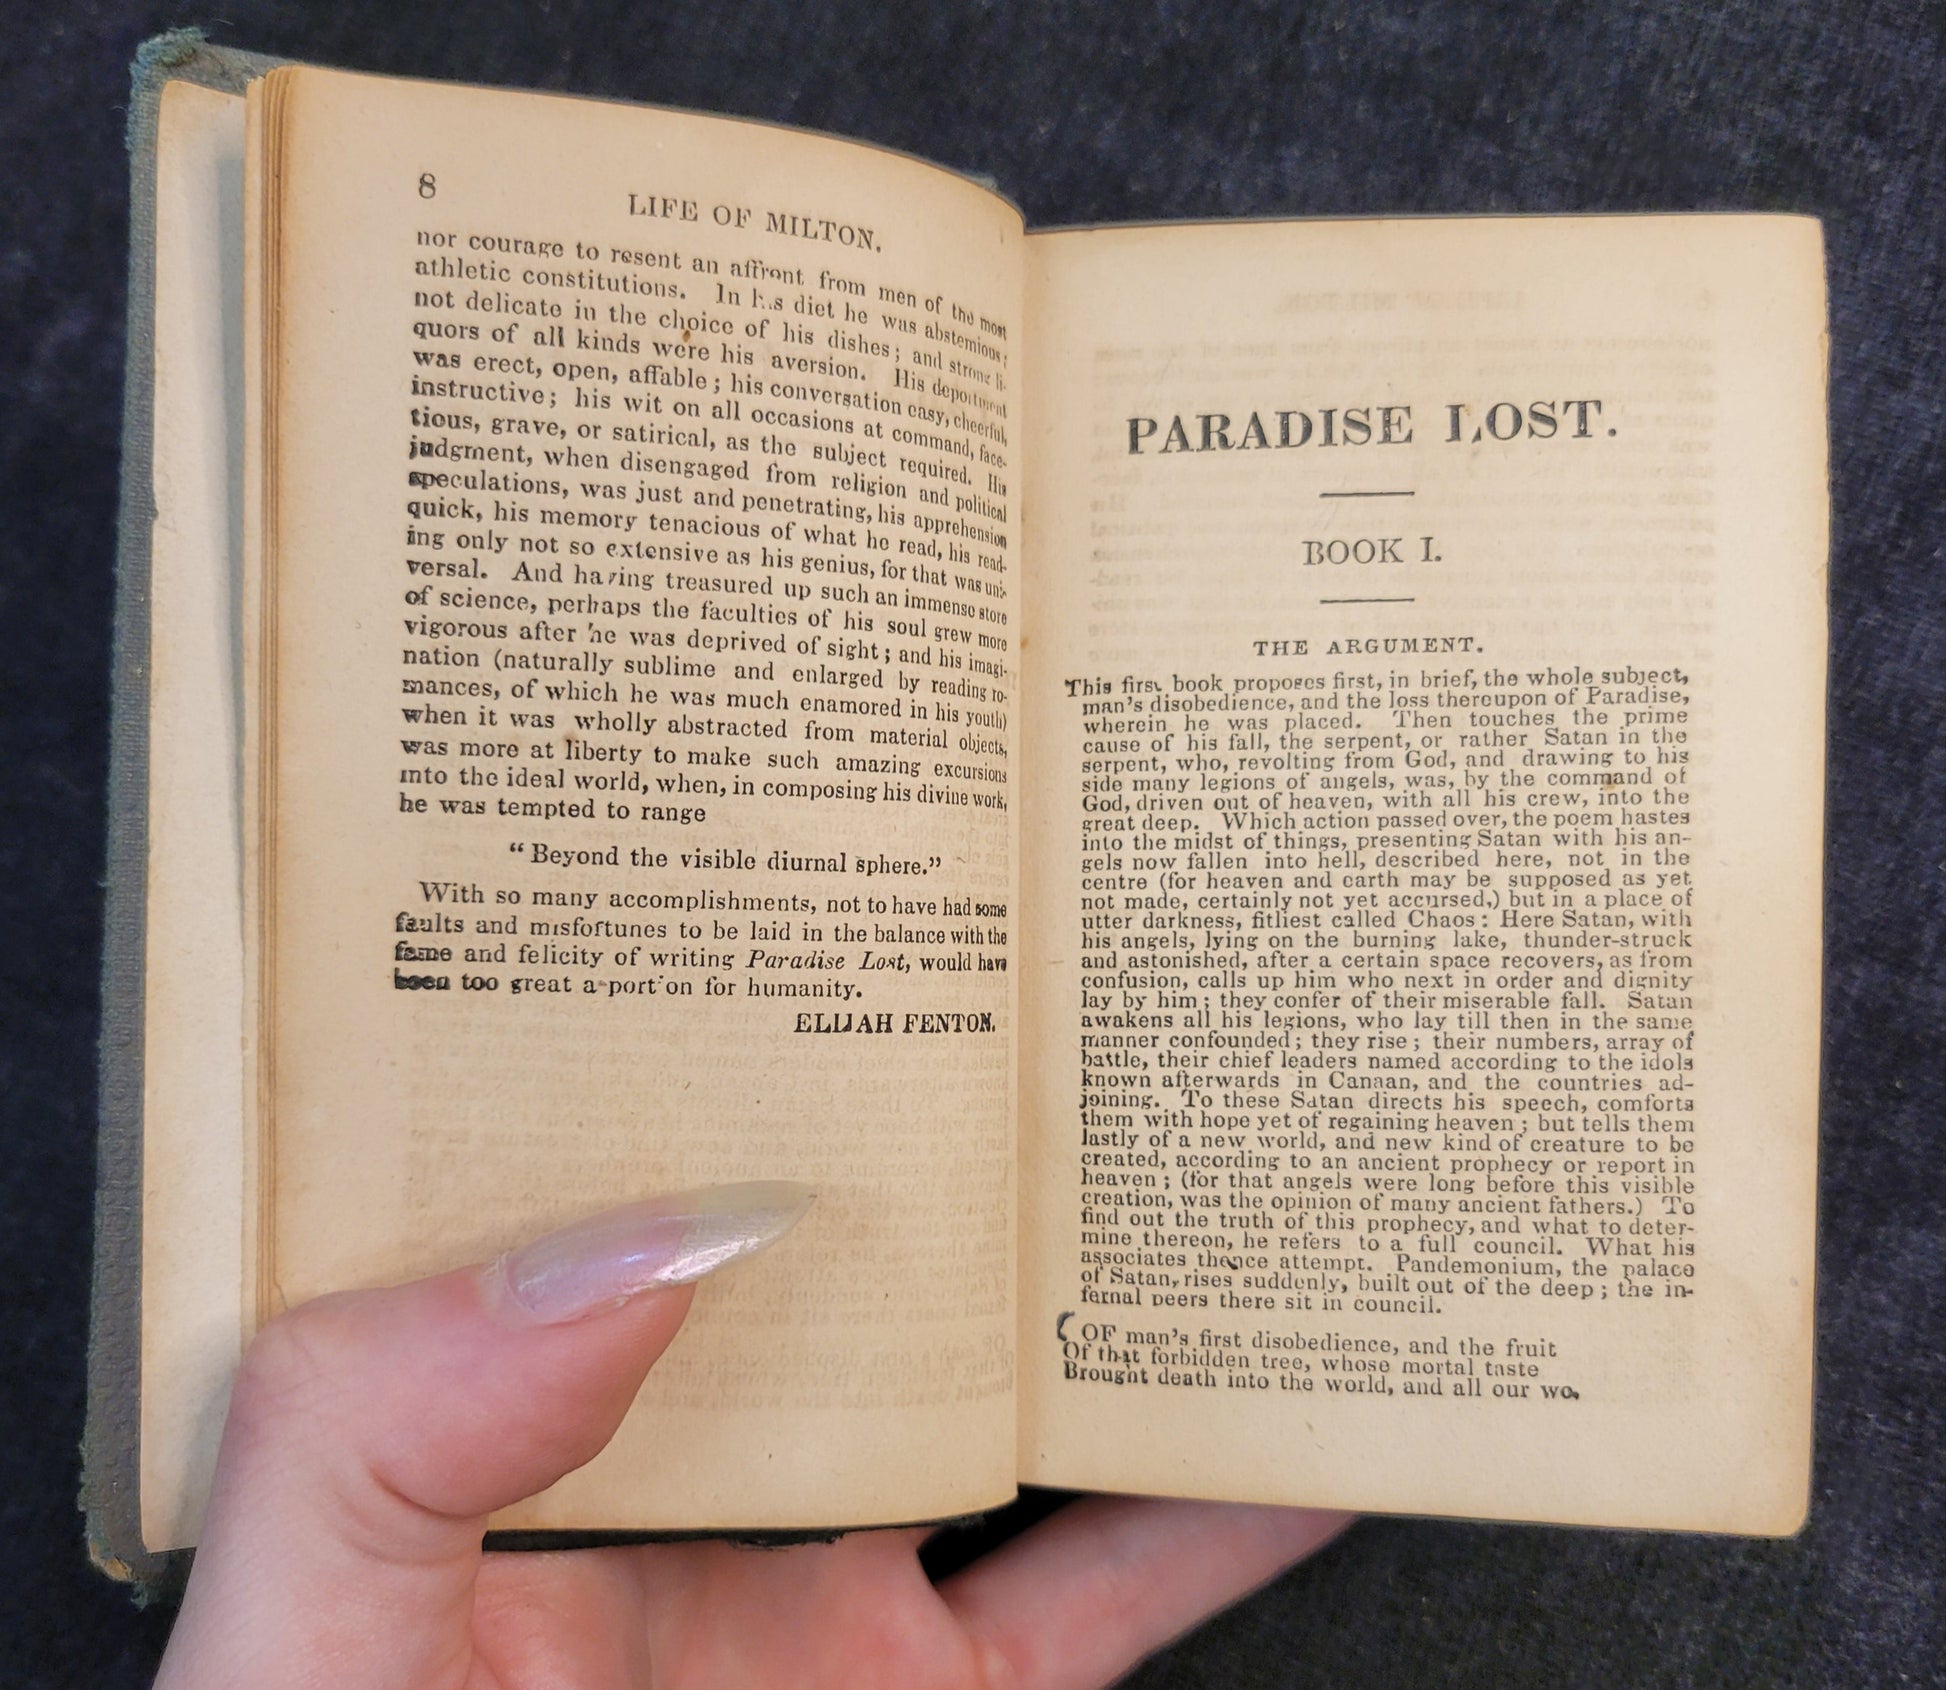 8
LIFE OF MILTON.
nor courage to resent an affront from men of the most
athletic constitutions. In his diet he was abstemious;
not delicate in the choice of his dishes; and strong li-
quors of all kinds were his aversion. His deportment
was erect, open, affable; his conversation easy, cheerful,
instructive; his wit on all occasions at command, face-
tious, grave, or satirical, as the subject required. His
judgment, when disengaged from religion and political
speculations, was just and penetrating, his apprehension
quick, his memory tenacious of what he read, his read-
ing only not so extensive as his genius, for that was uni-
versal. And having treasured up such an immense store
of science, perhaps the faculties of his soul grew more
vigorous after he was deprived of sight; and his imagi-
nation (naturally sublime and enlarged by reading ro-
mances, of which he was much enamored in his youth)
when it was wholly abstracted from material objects,
was more at liberty to make such amazing excursions
into the ideal world, when, in composing his divine work,
he was tempted to range
“Beyond the visible diurnal sphere.”
With so many accomplishments, not to have had some
faults and misfortunes to be laid in the balance with the
fame and felicity of writing Paradise Lost, would have
been too great a portion for humanity.
ELIJAH FENTON.
PARADISE LOST.
BOOK I.
THE ARGUMENT.
This first book proposes first, in brief, the whole subject,
man's disobedience, and the loss thereupon of Paradise,
wherein he was placed. Then touches the prime
cause of his fall, the serpent, or rather Satan in the
serpent, who, revolting from God, and drawing to his
side many legions of angels, was, by the command of
God, driven out of heaven, with all his crew, into the
great deep. Which action passed over, the poem hastes
into the midst of things, presenting Satan with his an-
gels now fallen into hell, described here, not in the
centre (for heaven and earth may be supposed as yet
not made, certainly not yet accursed,) but in a place of
utter darkness, fitliest called Chaos: Here Satan, with
his angels, lying on the burning lake, thunder-struck
and astonished, after a certain space recovers, as from
confusion, calls up him who next in order and dignity
lay by him; they confer of their miserable fall. Satan
awakens all his legions, who lay till then in the same
manner confounded; they rise; their numbers, array of
battle, their chief leaders named according to the idols
known afterwards in Canaan, and the countries ad-
joining. To these Satan directs his speech, comforts
them with hope yet of regaining heaven; but tells them
lastly of a new world, and new kind of creature to be
created, according to an ancient prophecy or report in
heaven; (for that angels were long before this visible
creation, was the opinion of many ancient fathers.) To
find out the truth of this prophecy, and what to deter-
mine thereon, he refers to a full council. What his
associates thence attempt. Pandemonium, the palace
of Satan, rises suddenly, built out of the deep; the in-
fernal peers there sit in council.
OF man's first disobedience, and the fruit
Of that forbidden tree, whose mortal taste
Brought death into the world, and all our wo,